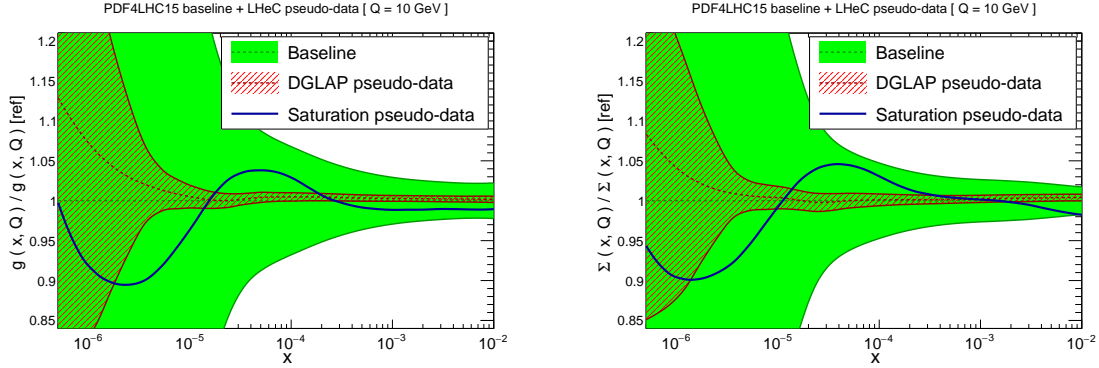 PDF4LHC15 baseline + LHeC pseudo-data [ Q = 10 GeV ]
g ( x, Q ) / g ( x, Q ) [ref]
1.2
1.15
1.1
1.05
1
0.95
0.9
0.85
Baseline
DGLAP pseudo-data
Saturation pseudo-data
10⁻⁶ 10⁻⁵ 10⁻⁴ 10⁻³ 10⁻²
x
PDF4LHC15 baseline + LHeC pseudo-data [ Q = 10 GeV ]
Σ ( x, Q ) / Σ ( x, Q ) [ref]
1.2
1.15
1.1
1.05
1
0.95
0.9
0.85
Baseline
DGLAP pseudo-data
Saturation pseudo-data
10⁻⁶ 10⁻⁵ 10⁻⁴ 10⁻³ 10⁻²
x